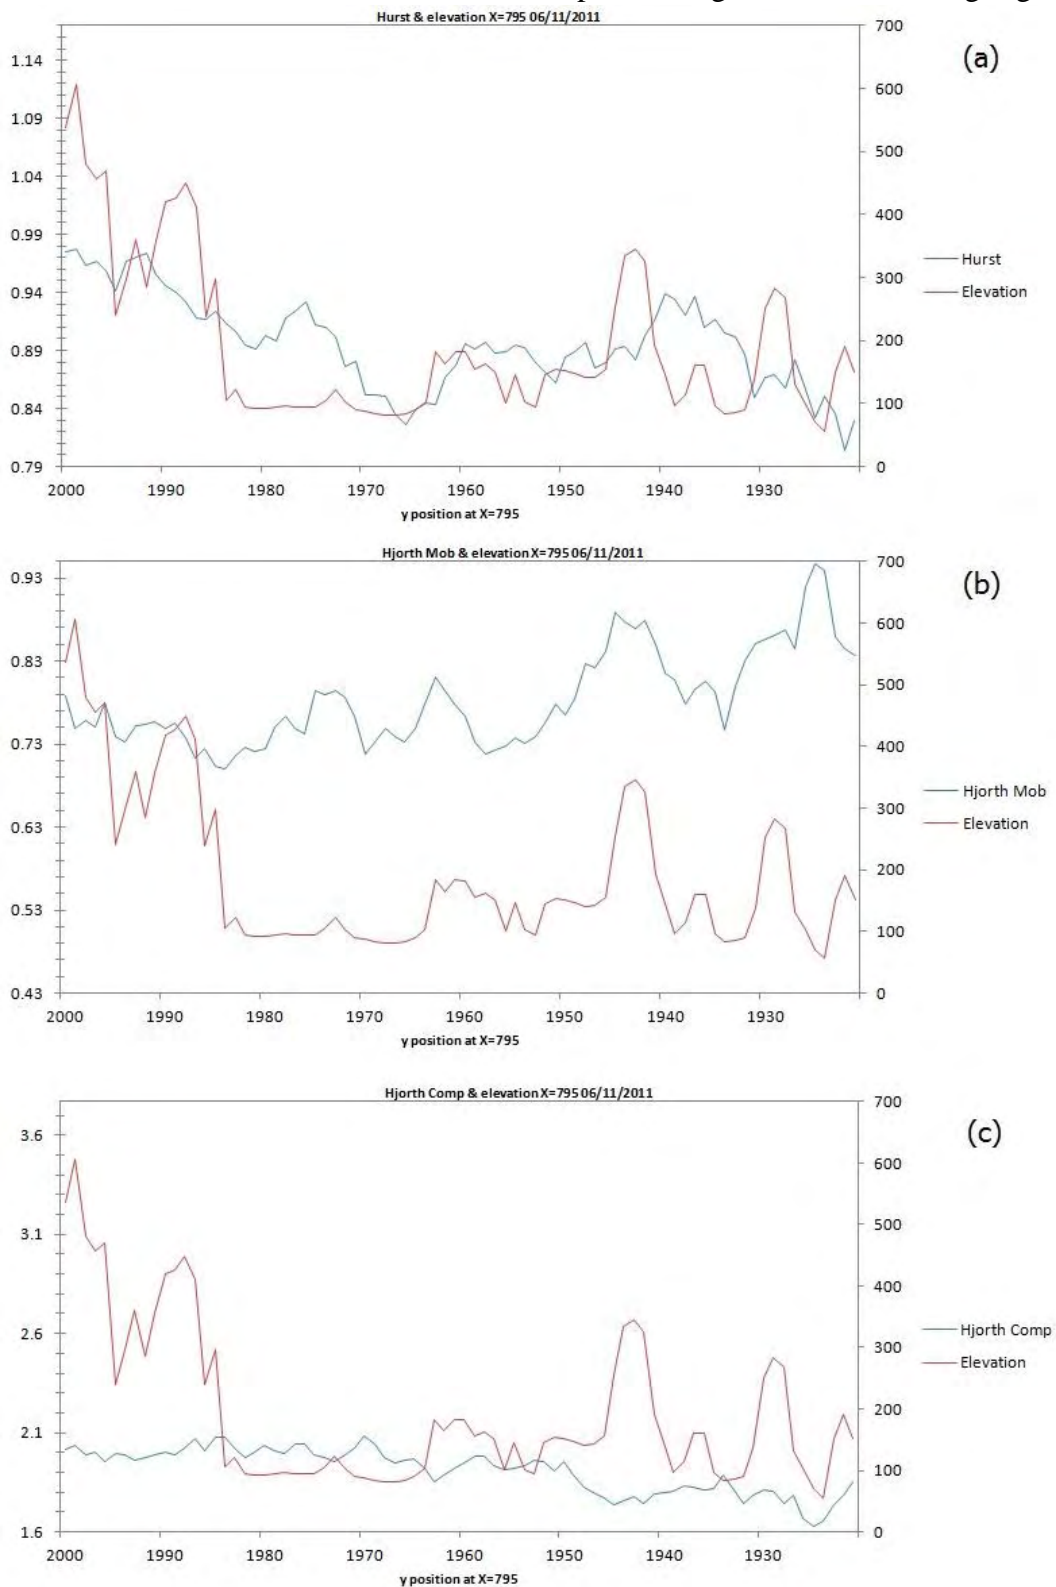 Hurst & elevation X=795 06/11/2011
(a)
1.14
1.09
1.04
0.99
0.94
0.89
0.84
0.79
700
600
500
400
300
200
100
0
2000 1990 1980 1970 1960 1950 1940 1930
y position at X=795
Hurst
Elevation
Hjorth Mob & elevation X=795 06/11/2011
(b)
0.93
0.83
0.73
0.63
0.53
0.43
700
600
500
400
300
200
100
0
2000 1990 1980 1970 1960 1950 1940 1930
y position at X=795
Hjorth Mob
Elevation
Hjorth Comp & elevation X=795 06/11/2011
(c)
3.6
3.1
2.6
2.1
1.6
700
600
500
400
300
200
100
0
2000 1990 1980 1970 1960 1950 1940 1930
y position at X=795
Hjorth Comp
Elevation